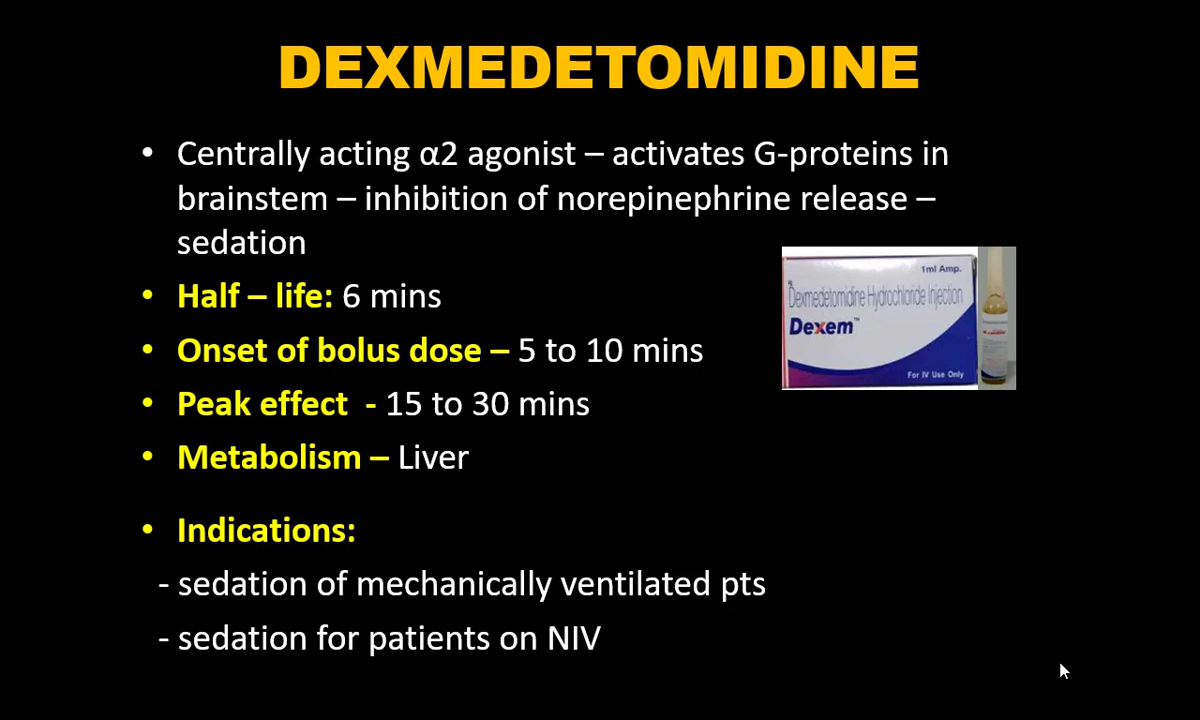 DEXMEDETOMIDINE
• Centrally acting α2 agonist – activates G-proteins in
brainstem – inhibition of norepinephrine release –
sedation
• Half – life: 6 mins
• Onset of bolus dose – 5 to 10 mins
• Peak effect - 15 to 30 mins
• Metabolism – Liver
1ml Amp.
Dexmedetomidine Hydrochloride Injection
Dexem™
For IV Use Only
• Indications:
- sedation of mechanically ventilated pts
- sedation for patients on NIV